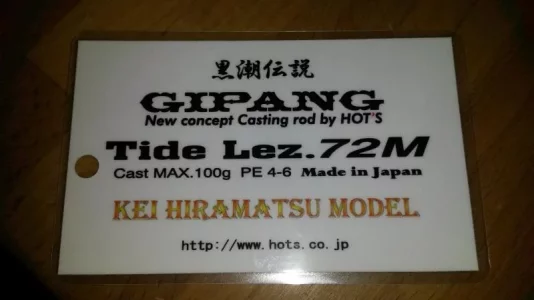 黒潮伝説
GIPANG
New concept Casting rod by HOT'S
Tide Lez.72M
Cast MAX.100g PE 4-6 Made in Japan
KEI HIRAMATSU MODEL
http://www.hots.co.jp